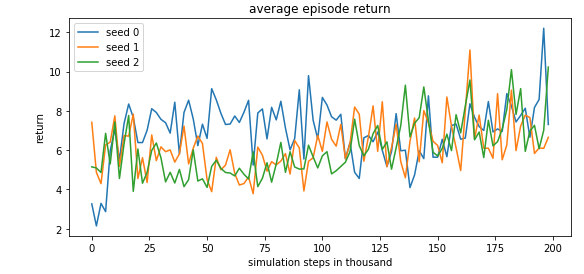 average episode return
seed 0
seed 1
seed 2
12
10
8
6
4
2
return
0
25
50
75
100
125
150
175
200
simulation steps in thousand